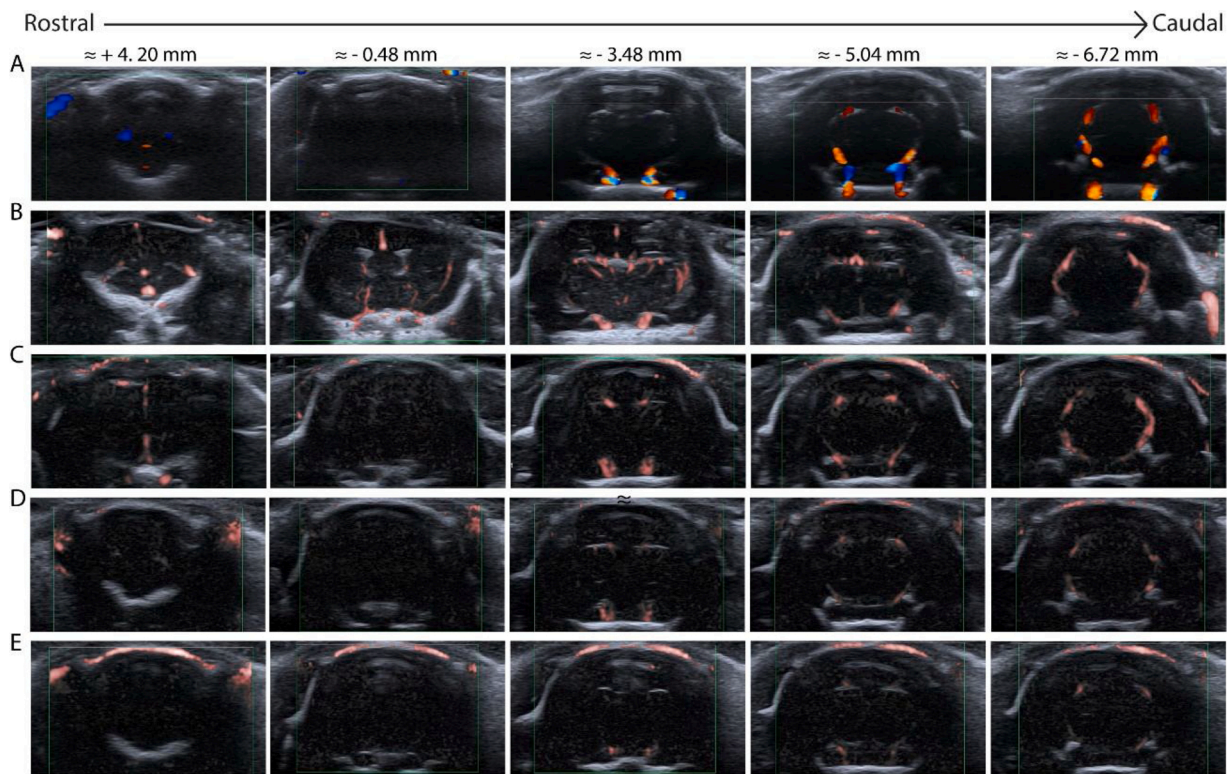 Rostral Caudal
≈ + 4. 20 mm ≈ - 0.48 mm ≈ - 3.48 mm ≈ - 5.04 mm ≈ - 6.72 mm
A
B
C
D
≈
E